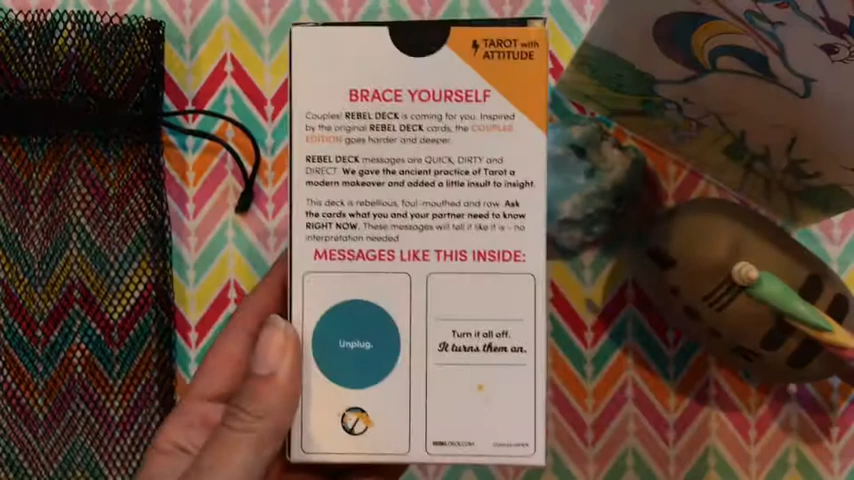 TAROT with
ATTITUDE
BRACE YOURSELF
Couples! REBEL DECK is coming for you. Inspired
by the original REBEL DECK cards, the COUPLES
EDITION goes harder and deeper.
REBEL DECK messages are QUICK, DIRTY and
DIRECT. We gave the ancient practice of Tarot a
modern makeover and added a little insult to insight.
This deck is rebellious, foul-mouthed and raw. Ask
the cards what you and your partner need to know
RIGHT NOW. These messages will tell it like it is - no
interpretation needed.
MESSAGES LIKE THIS INSIDE:
Unplug.
Turn it all off.
It turns them on.
REBELDECK.COM